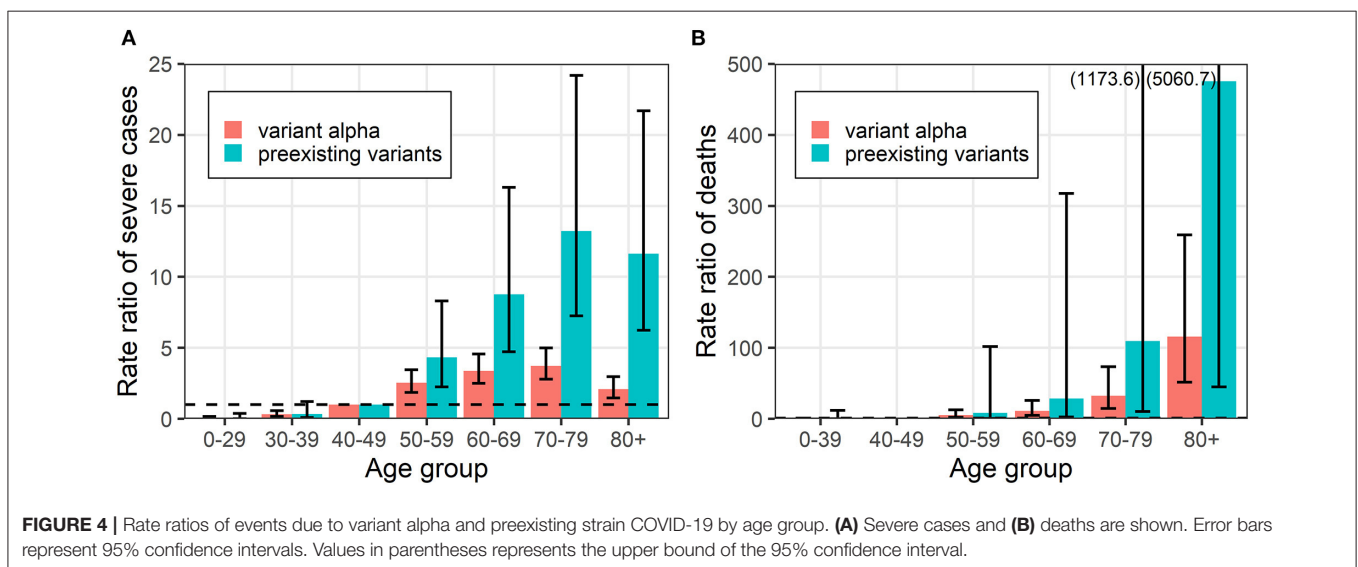 A
Rate ratio of severe cases
25
20
15
10
5
0
variant alpha
preexisting variants
0-29 30-39 40-49 50-59 60-69 70-79 80+
Age group
B
Rate ratio of deaths
500
400
300
200
100
0
(1173.6) (5060.7)
variant alpha
preexisting variants
0-39 40-49 50-59 60-69 70-79 80+
Age group
FIGURE 4 | Rate ratios of events due to variant alpha and preexisting strain COVID-19 by age group. (A) Severe cases and (B) deaths are shown. Error bars
represent 95% confidence intervals. Values in parentheses represents the upper bound of the 95% confidence interval.